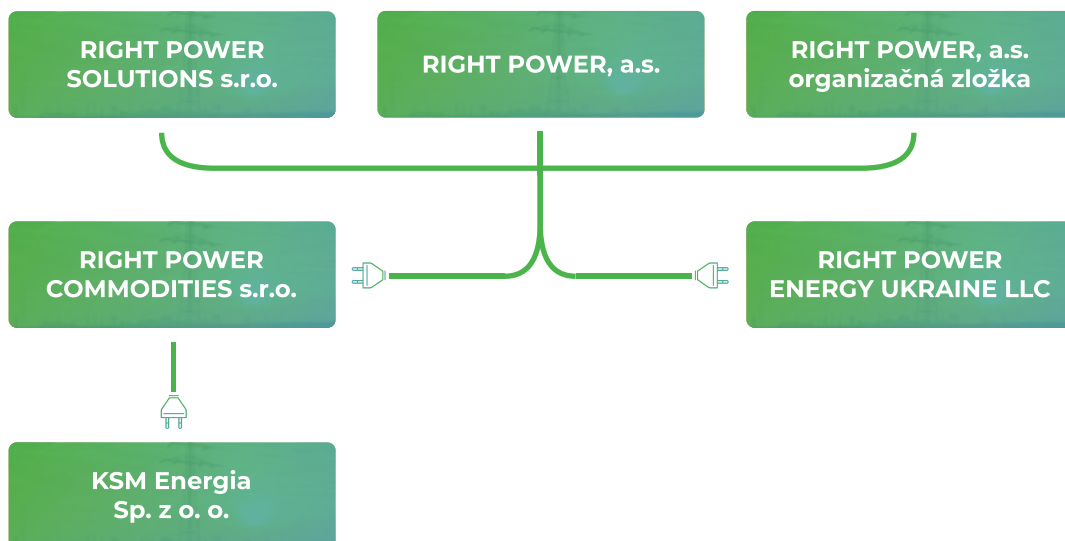 RIGHT POWER
SOLUTIONS s.r.o.
RIGHT POWER, a.s.
RIGHT POWER, a.s.
organizačná zložka
RIGHT POWER
COMMODITIES s.r.o.
RIGHT POWER
ENERGY UKRAINE LLC
KSM Energia
Sp. z o. o.